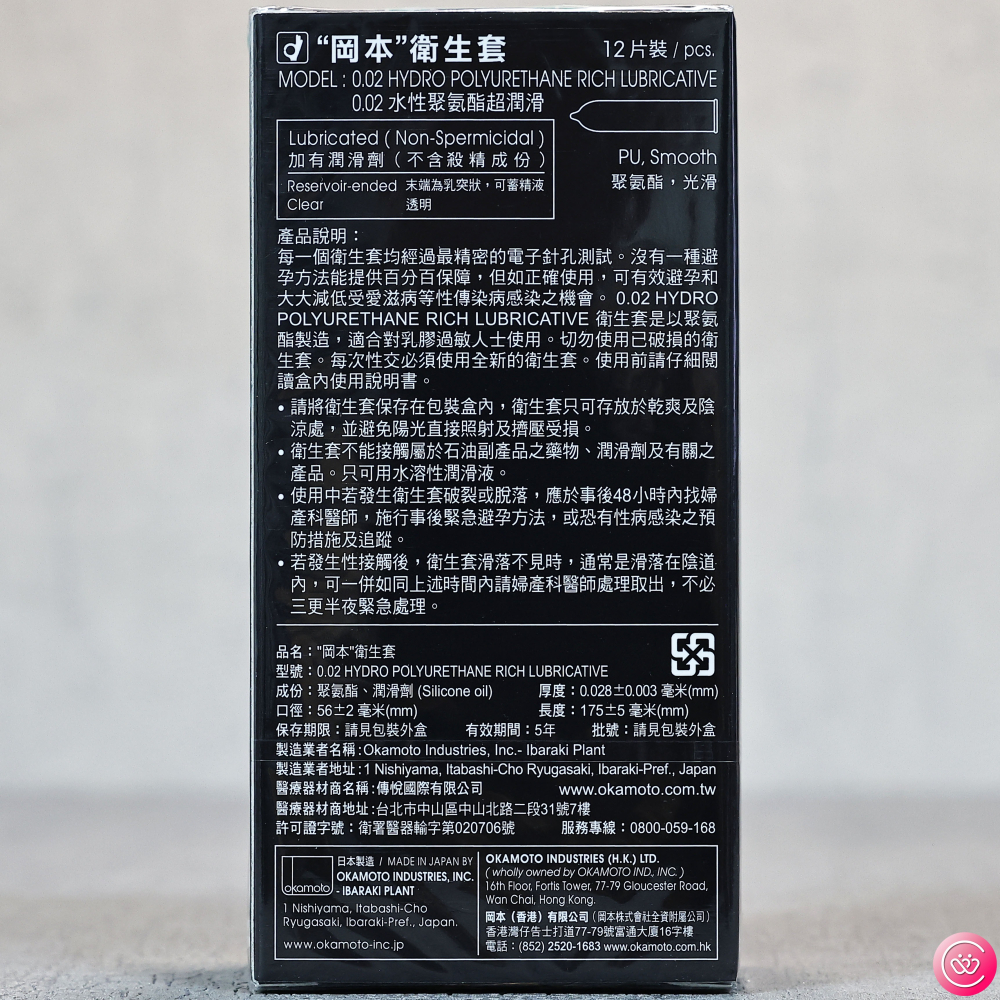 “岡本”衛生套
12片裝 / pcs.
MODEL : 0.02 HYDRO POLYURETHANE RICH LUBRICATIVE
0.02 水性聚氨酯超潤滑
Lubricated ( Non-Spermicidal )
加有潤滑劑（不含殺精成份）
Reservoir-ended 末端為乳突狀，可蓄精液
Clear 透明
PU, Smooth
聚氨酯，光滑
產品說明：
每一個衛生套均經過最精密的電子針孔測試。沒有一種避
孕方法能提供百分百保障，但如正確使用，可有效避孕和
大大減低受愛滋病等性傳染病感染之機會。0.02 HYDRO
POLYURETHANE RICH LUBRICATIVE 衛生套是以聚氨
酯製造，適合對乳膠過敏人士使用。切勿使用已破損的衛
生套。每次性交必須使用全新的衛生套。使用前請仔細閱
讀盒內使用說明書。
• 請將衛生套保存在包裝盒內，衛生套只可存放於乾爽及陰
涼處，並避免陽光直接照射及擠壓受損。
• 衛生套不能接觸屬於石油副產品之藥物、潤滑劑及有關之
產品。只可用水溶性潤滑液。
• 使用中若發生衛生套破裂或脫落，應於事後48小時內找婦
產科醫師，施行事後緊急避孕方法，或恐有性病感染之預
防措施及追蹤。
• 若發生性接觸後，衛生套滑落不見時，通常是滑落在陰道
內，可一併如同上述時間內請婦產科醫師處理取出，不必
三更半夜緊急處理。
品名："岡本"衛生套
型號：0.02 HYDRO POLYURETHANE RICH LUBRICATIVE
成份：聚氨酯、潤滑劑 (Silicone oil) 厚度：0.028±0.003 毫米(mm)
口徑：56±2 毫米(mm) 長度：175±5 毫米(mm)
保存期限：請見包裝外盒 有效期間：5年 批號：請見包裝外盒
製造業者名稱：Okamoto Industries, Inc.- Ibaraki Plant
製造業者地址：1 Nishiyama, Itabashi-Cho Ryugasaki, Ibaraki-Pref., Japan
醫療器材商名稱：傳悅國際有限公司 www.okamoto.com.tw
醫療器材商地址：台北市中山區中山北路二段31號7樓
許可證字號：衛署醫器輸字第020706號 服務專線：0800-059-168
okamoto
日本製造 / MADE IN JAPAN BY
OKAMOTO INDUSTRIES, INC.
- IBARAKI PLANT
1 Nishiyama, Itabashi-Cho
Ryugasaki, Ibaraki-Pref., Japan.
www.okamoto-inc.jp
OKAMOTO INDUSTRIES (H.K.) LTD.
( wholly owned by OKAMOTO IND., INC. )
16th Floor, Fortis Tower, 77-79 Gloucester Road,
Wan Chai, Hong Kong.
岡本（香港）有限公司（岡本株式會社全資附屬公司）
香港灣仔告士打道77-79號富通大廈16字樓
電話：(852) 2520-1683 www.okamoto.com.hk